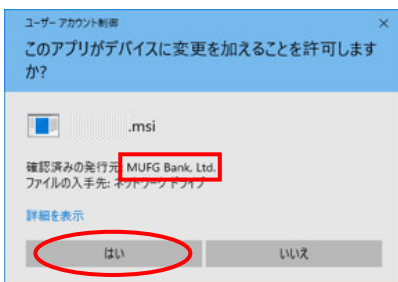 ユーザー アカウント制御
×
このアプリがデバイスに変更を加えることを許可します
か?
.msi
確認済みの発行元: MUFG Bank, Ltd.
ファイルの入手先: ネットワーク ドライブ
詳細を表示
はい
いいえ